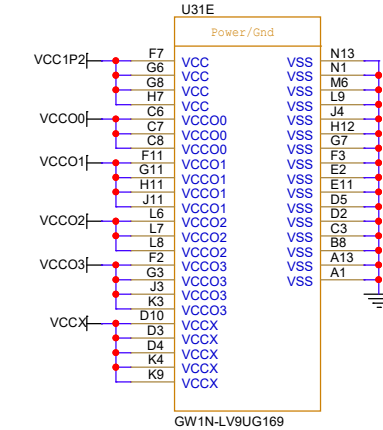 U31E
Power/Gnd
VCC1P2 F7 VCC VSS N13
G6 VCC VSS N1
G8 VCC VSS M6
H7 VCC VSS L9
VCCO0 C6 VCCO0 VSS J4
C7 VCCO0 VSS H12
C8 VCCO0 VSS G7
VCCO1 F11 VCCO1 VSS F3
G11 VCCO1 VSS E2
H11 VCCO1 VSS E11
J11 VCCO1 VSS D5
VCCO2 L6 VCCO2 VSS D2
L7 VCCO2 VSS C3
L8 VCCO2 VSS B8
VCCO3 F2 VCCO3 VSS A13
G3 VCCO3 VSS A1
J3 VCCO3
K3 VCCO3
VCCX D10 VCCX
D3 VCCX
D4 VCCX
K4 VCCX
K9 VCCX
GW1N-LV9UG169